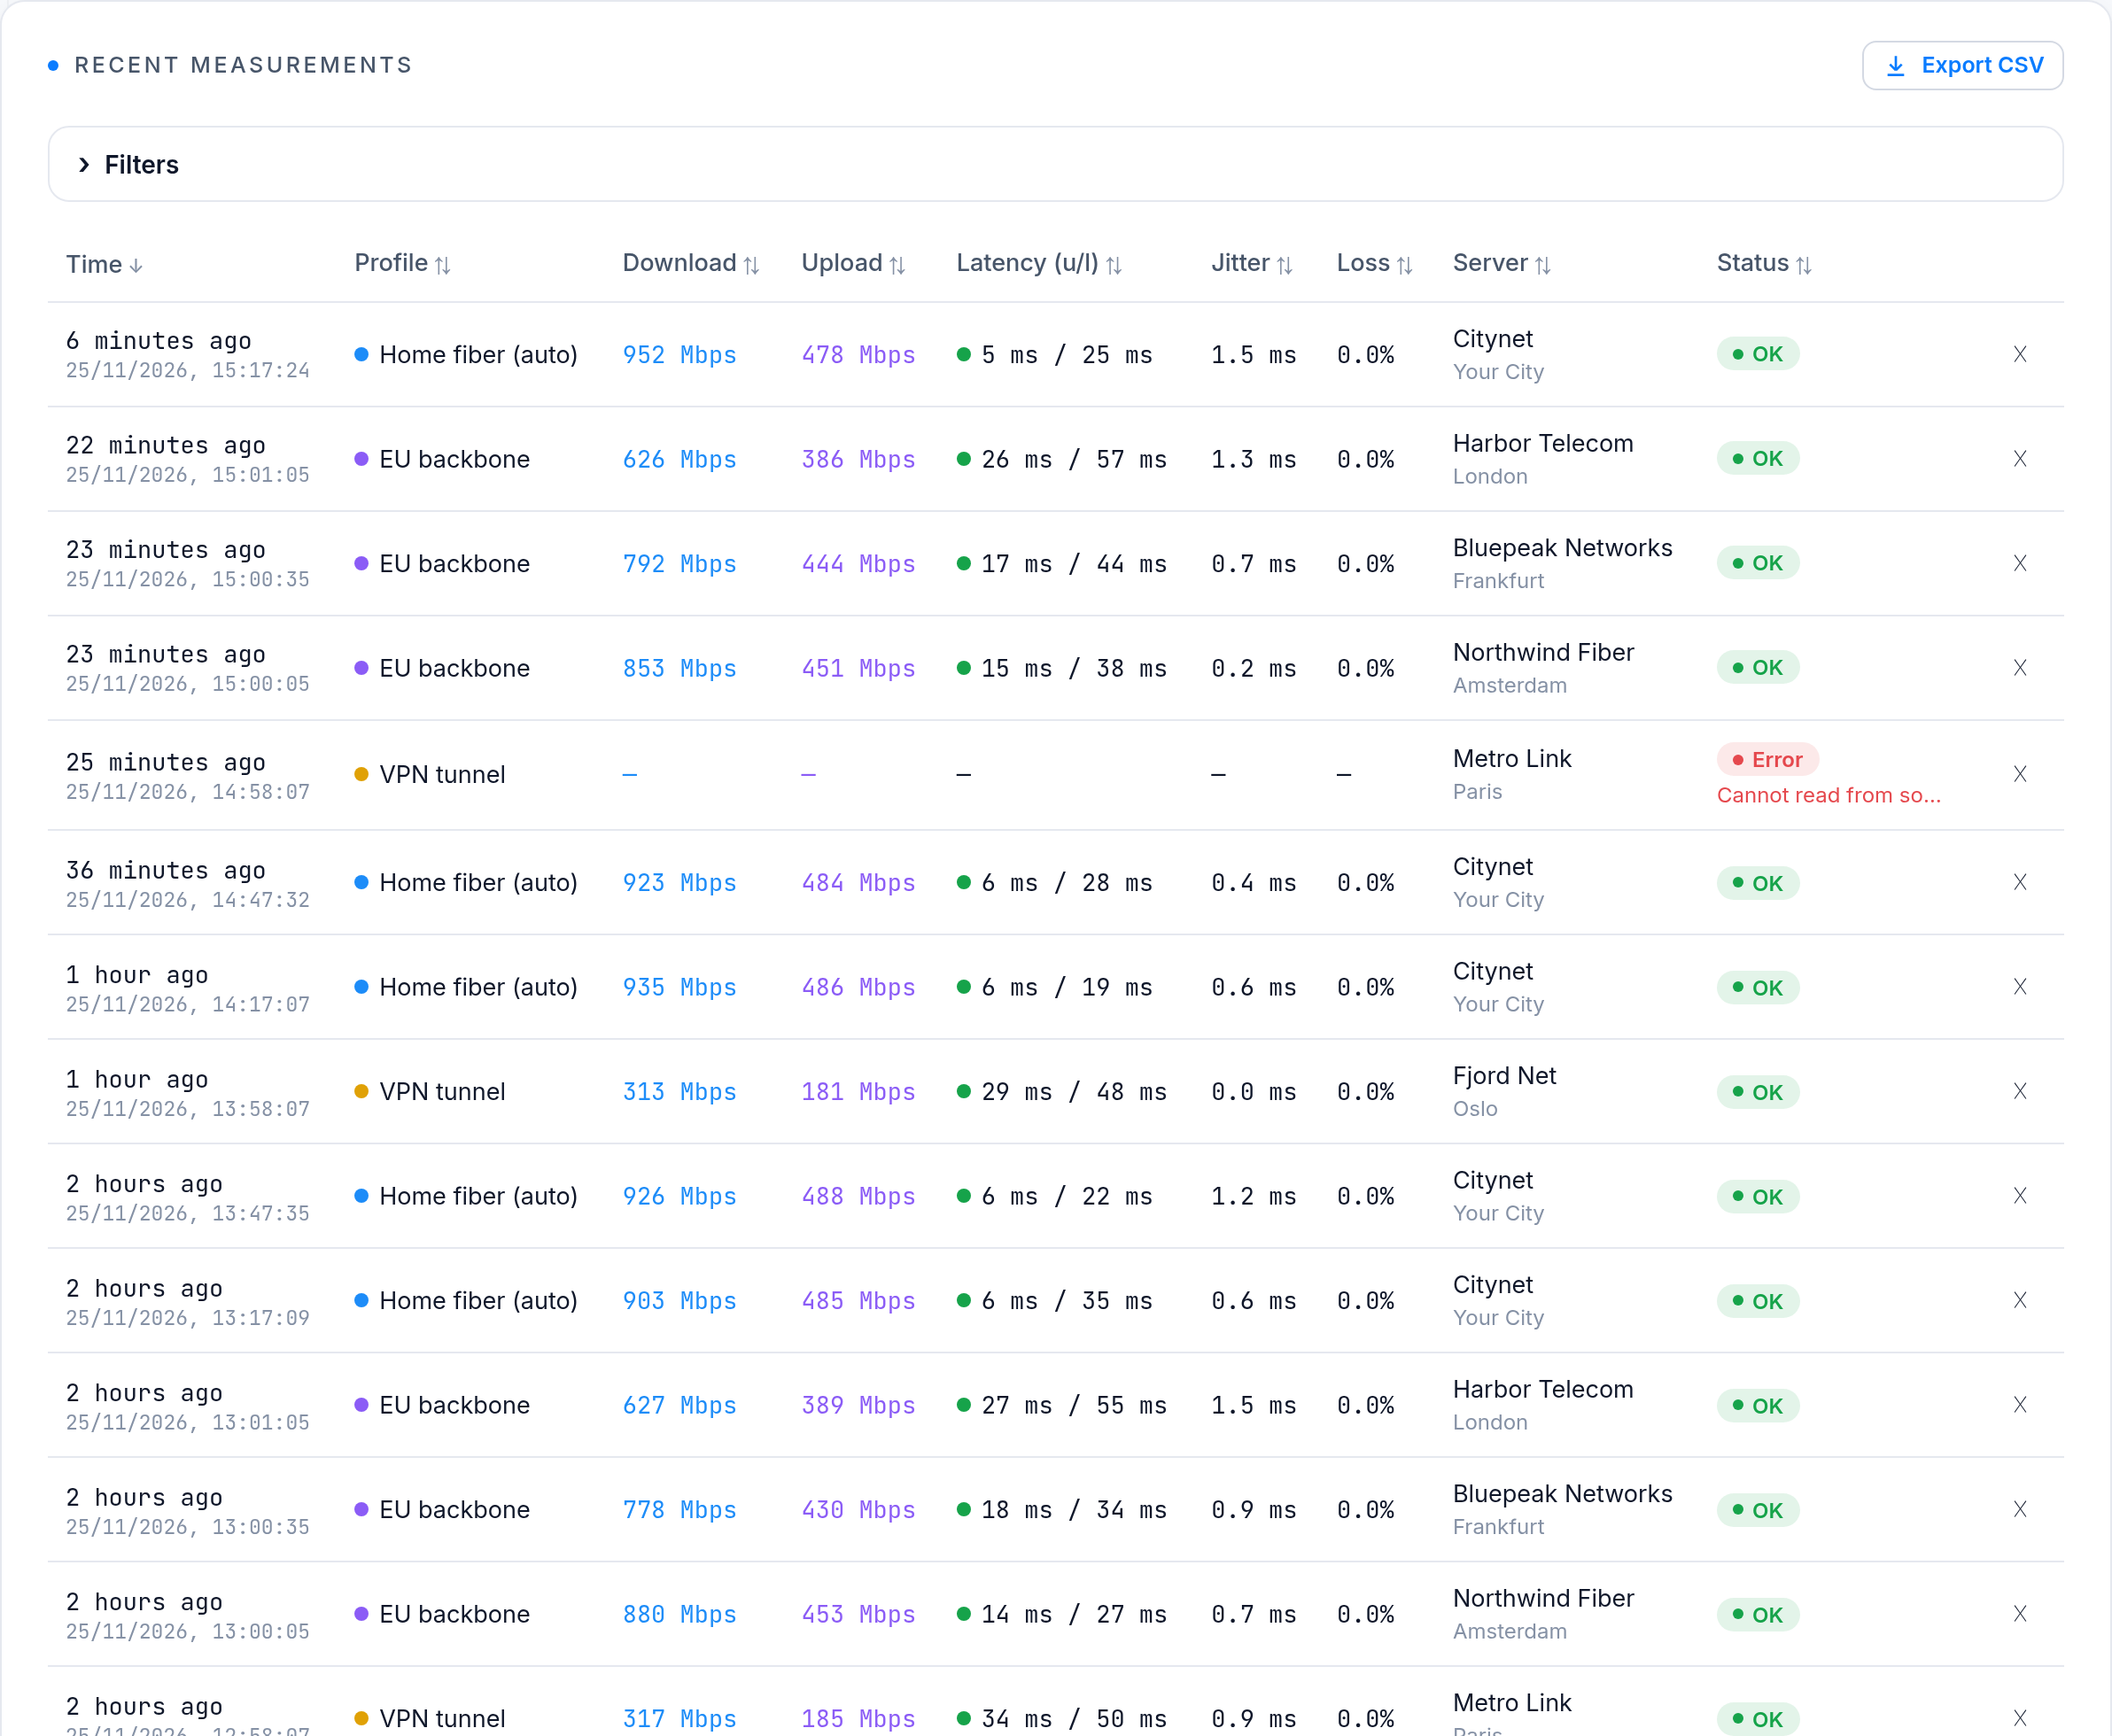 RECENT MEASUREMENTS
Export CSV
Filters
Time Profile Download Upload Latency (u/l) Jitter Loss Server Status
6 minutes ago
25/11/2026, 15:17:24
Home fiber (auto) 952 Mbps 478 Mbps 5 ms / 25 ms 1.5 ms 0.0%
Citynet
Your City
OK X
22 minutes ago
25/11/2026, 15:01:05
EU backbone 626 Mbps 386 Mbps 26 ms / 57 ms 1.3 ms 0.0%
Harbor Telecom
London
OK X
23 minutes ago
25/11/2026, 15:00:35
EU backbone 792 Mbps 444 Mbps 17 ms / 44 ms 0.7 ms 0.0%
Bluepeak Networks
Frankfurt
OK X
23 minutes ago
25/11/2026, 15:00:05
EU backbone 853 Mbps 451 Mbps 15 ms / 38 ms 0.2 ms 0.0%
Northwind Fiber
Amsterdam
OK X
25 minutes ago
25/11/2026, 14:58:07
VPN tunnel — — — — —
Metro Link
Paris
Error
Cannot read from so...
X
36 minutes ago
25/11/2026, 14:47:32
Home fiber (auto) 923 Mbps 484 Mbps 6 ms / 28 ms 0.4 ms 0.0%
Citynet
Your City
OK X
1 hour ago
25/11/2026, 14:17:07
Home fiber (auto) 935 Mbps 486 Mbps 6 ms / 19 ms 0.6 ms 0.0%
Citynet
Your City
OK X
1 hour ago
25/11/2026, 13:58:07
VPN tunnel 313 Mbps 181 Mbps 29 ms / 48 ms 0.0 ms 0.0%
Fjord Net
Oslo
OK X
2 hours ago
25/11/2026, 13:47:35
Home fiber (auto) 926 Mbps 488 Mbps 6 ms / 22 ms 1.2 ms 0.0%
Citynet
Your City
OK X
2 hours ago
25/11/2026, 13:17:09
Home fiber (auto) 903 Mbps 485 Mbps 6 ms / 35 ms 0.6 ms 0.0%
Citynet
Your City
OK X
2 hours ago
25/11/2026, 13:01:05
EU backbone 627 Mbps 389 Mbps 27 ms / 55 ms 1.5 ms 0.0%
Harbor Telecom
London
OK X
2 hours ago
25/11/2026, 13:00:35
EU backbone 778 Mbps 430 Mbps 18 ms / 34 ms 0.9 ms 0.0%
Bluepeak Networks
Frankfurt
OK X
2 hours ago
25/11/2026, 13:00:05
EU backbone 880 Mbps 453 Mbps 14 ms / 27 ms 0.7 ms 0.0%
Northwind Fiber
Amsterdam
OK X
2 hours ago
25/11/2026, 12:58:07
VPN tunnel 317 Mbps 185 Mbps 34 ms / 50 ms 0.9 ms 0.0%
Metro Link
Paris
OK X